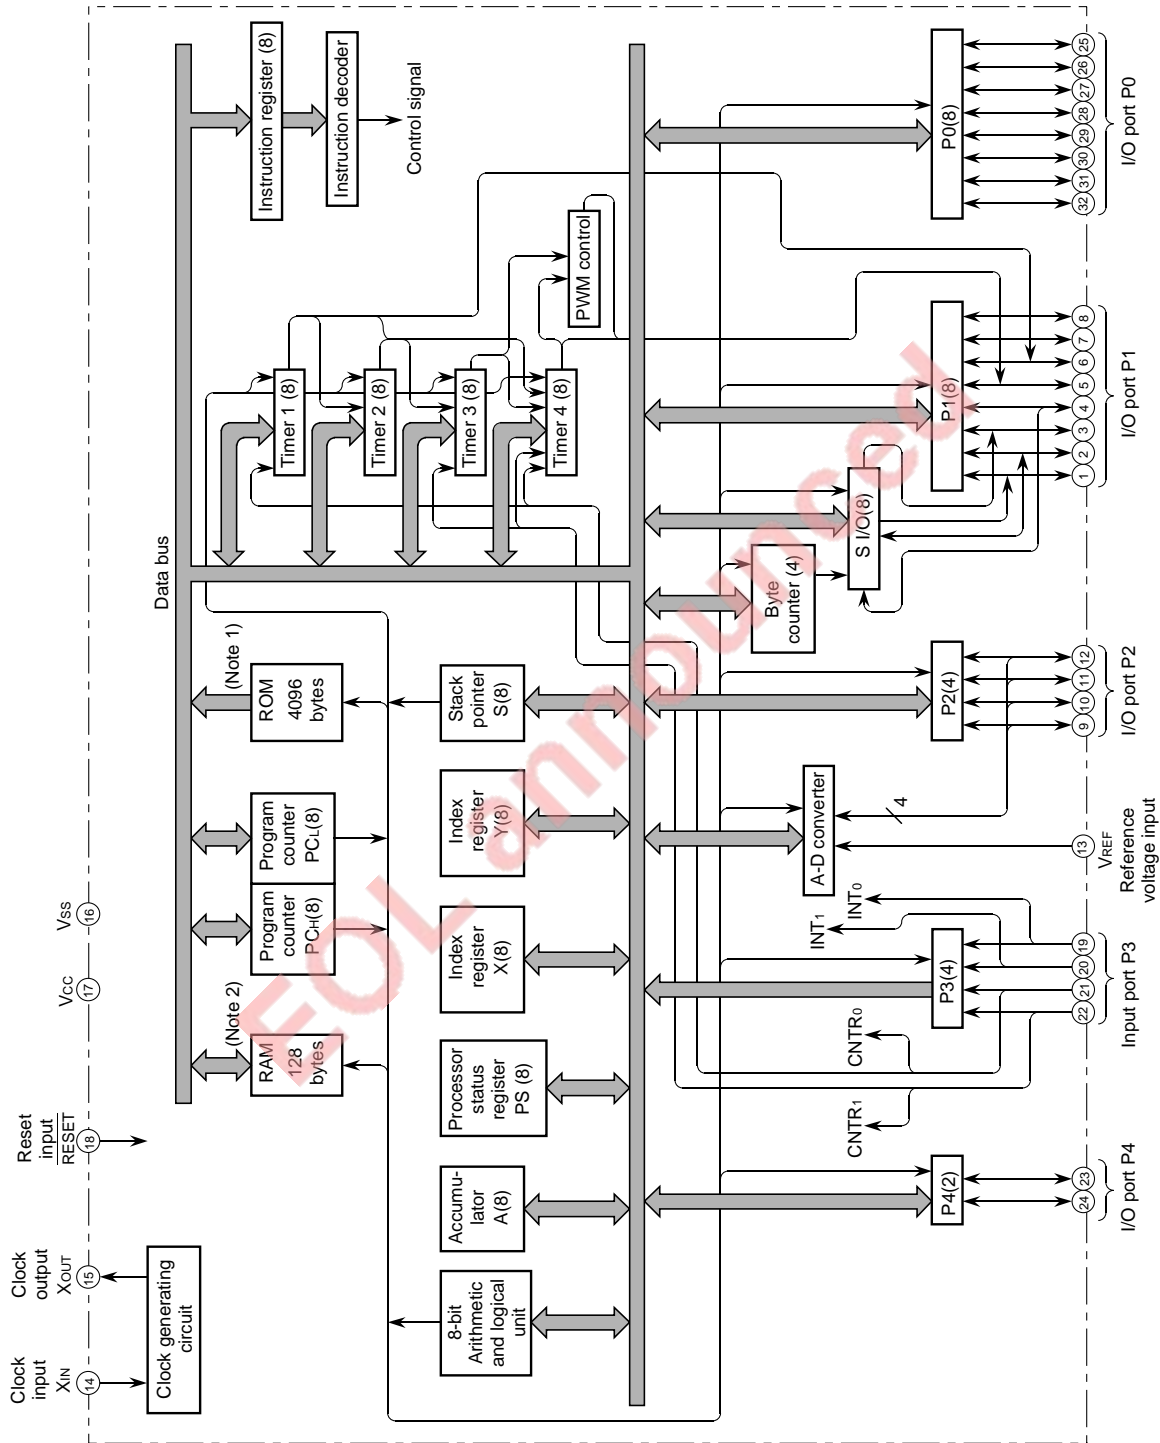 Clock
input
XIN
14
Clock
output
XOUT
15
Reset
input
RESET
18
VCC
17
VSS
16
Clock generating
circuit
Data bus
(Note 2)
RAM
128
bytes
Program
counter
PCH(8)
Program
counter
PCL(8)
(Note 1)
ROM
4096
bytes
Instruction register (8)
Instruction decoder
Control signal
8-bit
Arithmetic
and logical
unit
Accumu-
lator
A(8)
Processor
status
register
PS (8)
Index
register
X(8)
Index
register
Y(8)
Stack
pointer
S(8)
Timer 1 (8)
Timer 2 (8)
Timer 3 (8)
Timer 4 (8)
PWM control
Byte
counter (4)
S I/O(8)
A-D converter
4
CNTR1
CNTR0
INT1
INT0
P4(2)
P3(4)
P2(4)
P1(8)
P0(8)
24
23
I/O port P4
22
21
20
19
Input port P3
13
VREF
Reference
voltage input
9
10
11
12
I/O port P2
1
2
3
4
5
6
7
8
I/O port P1
32
31
30
29
28
27
26
25
I/O port P0
EOL announced